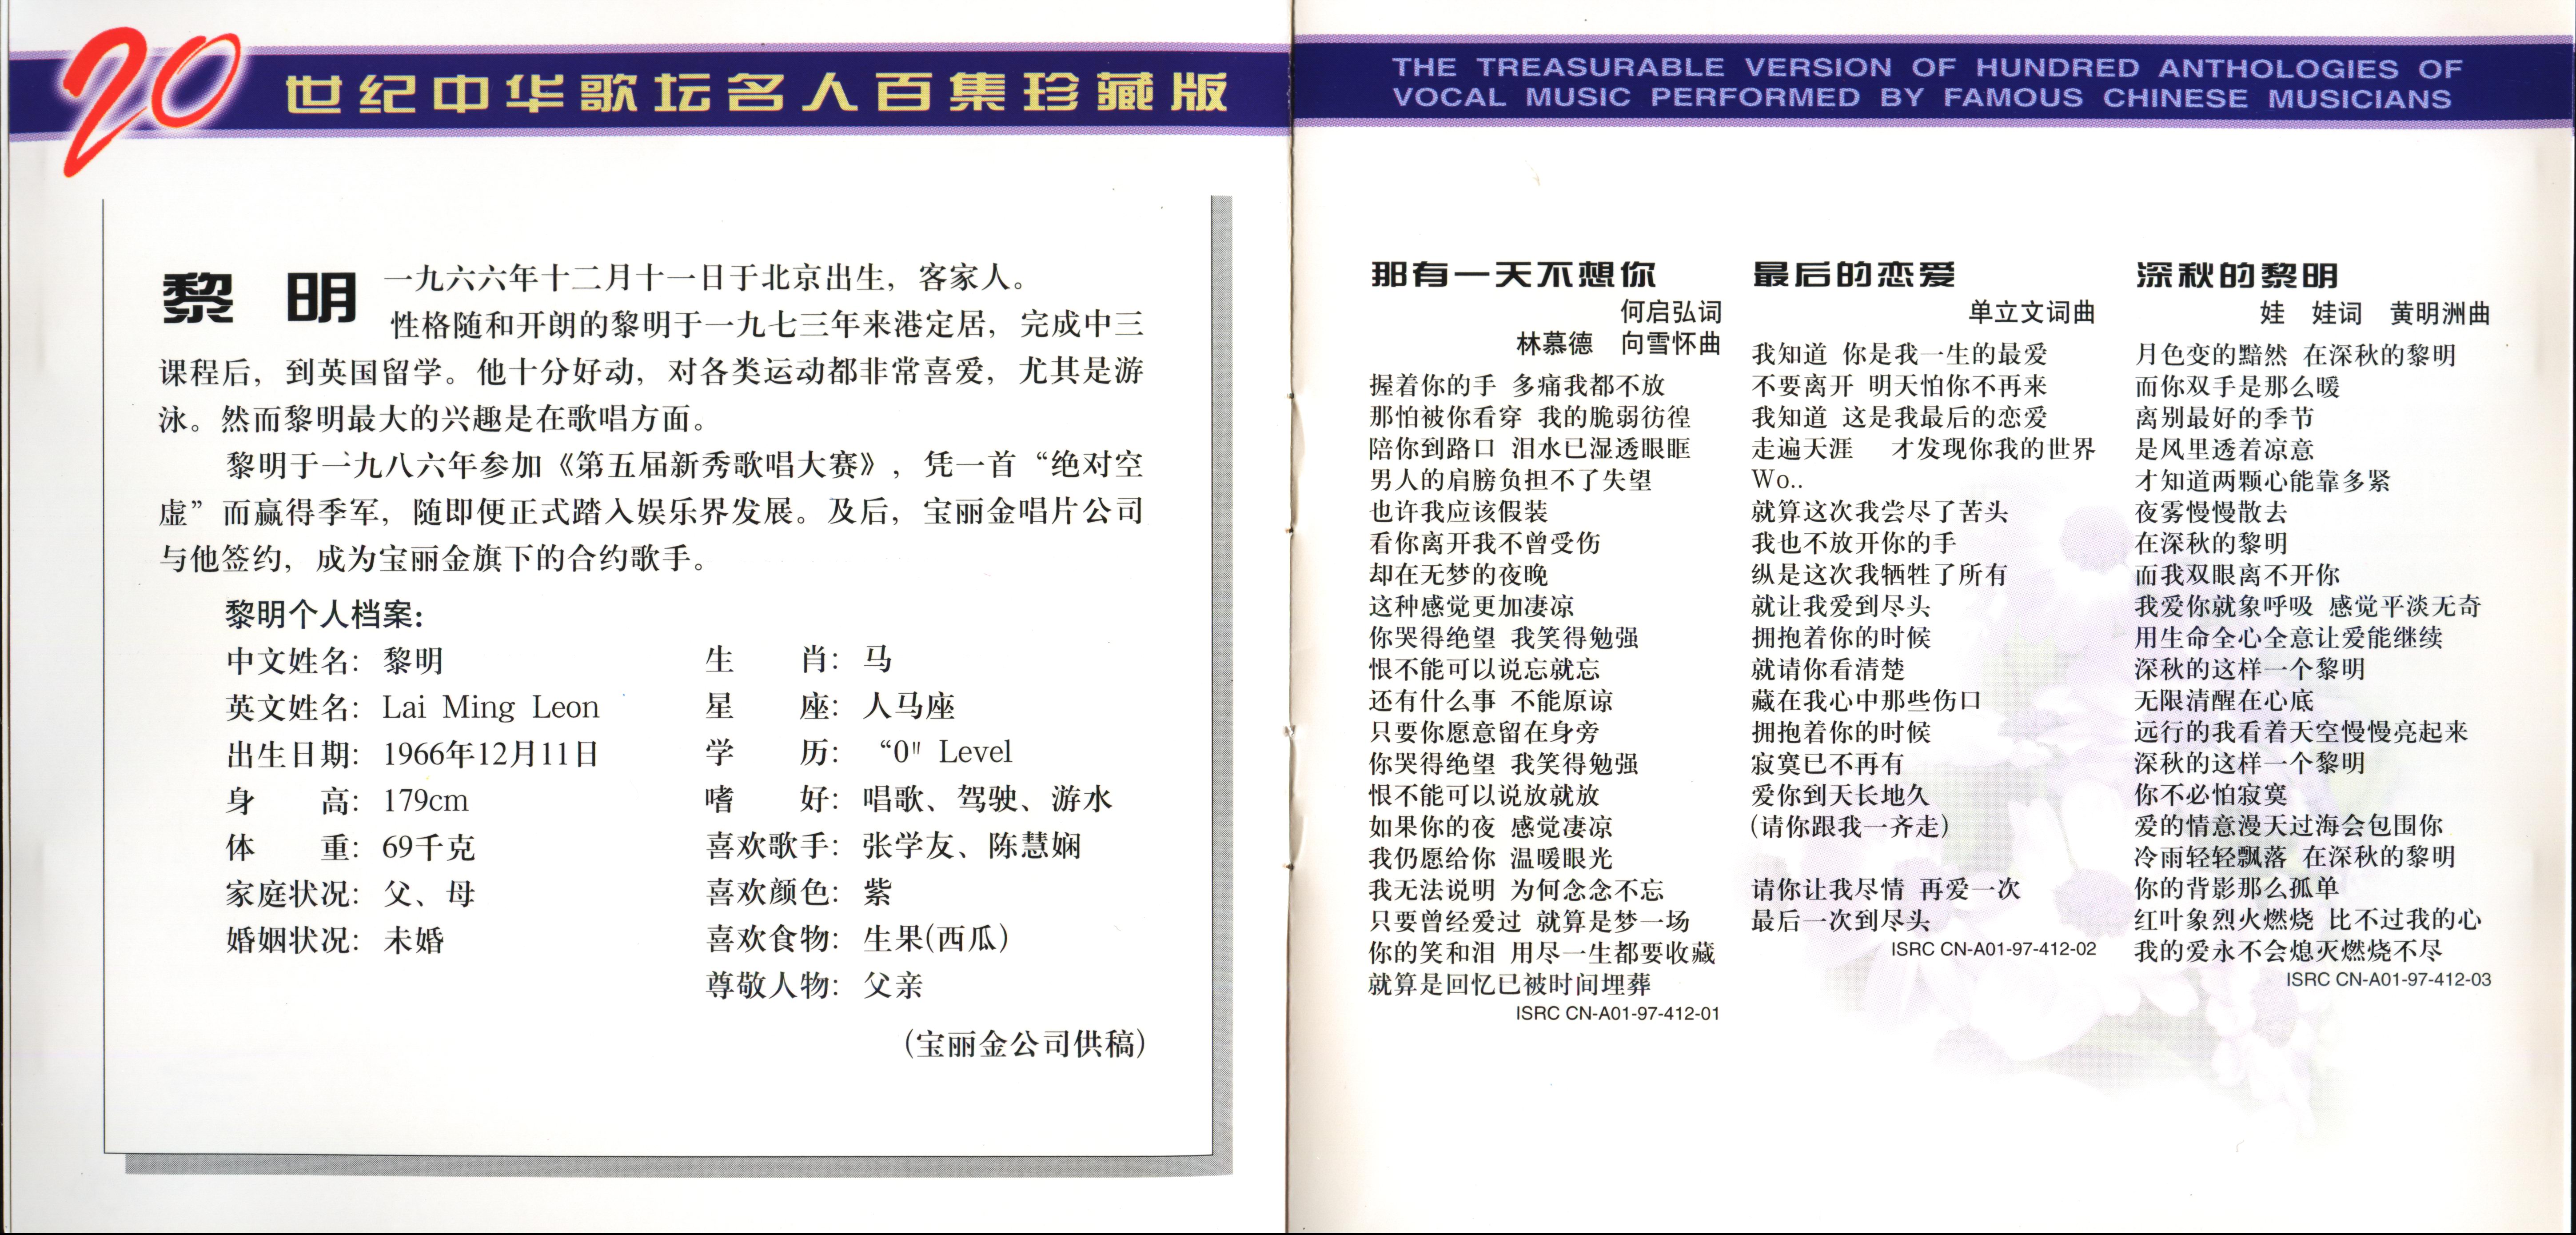 20世纪中华歌坛名人百集珍藏版
黎 明 一九六六年十二月十一日于北京出生，客家人。
性格随和开朗的黎明于一九七三年来港定居，完成中三
课程后，到英国留学。他十分好动，对各类运动都非常喜爱，尤其是游
泳。然而黎明最大的兴趣是在歌唱方面。
黎明于一九八六年参加《第五届新秀歌唱大赛》，凭一首“绝对空
虚”而赢得季军，随即便正式踏入娱乐界发展。及后，宝丽金唱片公司
与他签约，成为宝丽金旗下的合约歌手。
黎明个人档案：
中文姓名：黎明
英文姓名：Lai Ming Leon
出生日期：1966年12月11日
身 高：179cm
体 重：69千克
家庭状况：父、母
婚姻状况：未婚
生 肖：马
星 座：人马座
学 历：“0" Level
嗜 好：唱歌、驾驶、游水
喜欢歌手：张学友、陈慧娴
喜欢颜色：紫
喜欢食物：生果(西瓜)
尊敬人物：父亲
(宝丽金公司供稿)
THE TREASURABLE VERSION OF HUNDRED ANTHOLOGIES OF
VOCAL MUSIC PERFORMED BY FAMOUS CHINESE MUSICIANS
那有一天不想你
何启弘词
林慕德 向雪怀曲
握着你的手 多痛我都不放
那怕被你看穿 我的脆弱彷徨
陪你到路口 泪水已湿透眼眶
男人的肩膀负担不了失望
也许我应该假装
看你离开我不曾受伤
却在无梦的夜晚
这种感觉更加凄凉
你哭得绝望 我笑得勉强
恨不能可以说忘就忘
还有什么事 不能原谅
只要你愿意留在身旁
你哭得绝望 我笑得勉强
恨不能可以说放就放
如果你的夜 感觉凄凉
我仍愿给你 温暖眼光
我无法说明 为何念念不忘
只要曾经爱过 就算是梦一场
你的笑和泪 用尽一生都要收藏
就算是回忆已被时间埋葬
ISRC CN-A01-97-412-01
最后的恋爱
单立文词曲
我知道 你是我一生的最爱
不要离开 明天怕你不再来
我知道 这是我最后的恋爱
走遍天涯 才发现你我的世界
Wo..
就算这次我尝尽了苦头
我也不放开你的手
纵是这次我牺牲了所有
就让我爱到尽头
拥抱着你的时候
就请你看清楚
藏在我心中那些伤口
拥抱着你的时候
寂寞已不再有
爱你到天长地久
(请你跟我一齐走)
请你让我尽情 再爱一次
最后一次到尽头
ISRC CN-A01-97-412-02
深秋的黎明
娃 娃词 黄明洲曲
月色变的黯然 在深秋的黎明
而你双手是那么暖
离别最好的季节
是风里透着凉意
才知道两颗心能靠多紧
夜雾慢慢散去
在深秋的黎明
而我双眼离不开你
我爱你就象呼吸 感觉平淡无奇
用生命全心全意让爱能继续
深秋的这样一个黎明
无限清醒在心底
远行的我看着天空慢慢亮起来
深秋的这样一个黎明
你不必怕寂寞
爱的情意漫天过海会包围你
冷雨轻轻飘落 在深秋的黎明
你的背影那么孤单
红叶象烈火燃烧 比不过我的心
我的爱永不会熄灭燃烧不尽
ISRC CN-A01-97-412-03